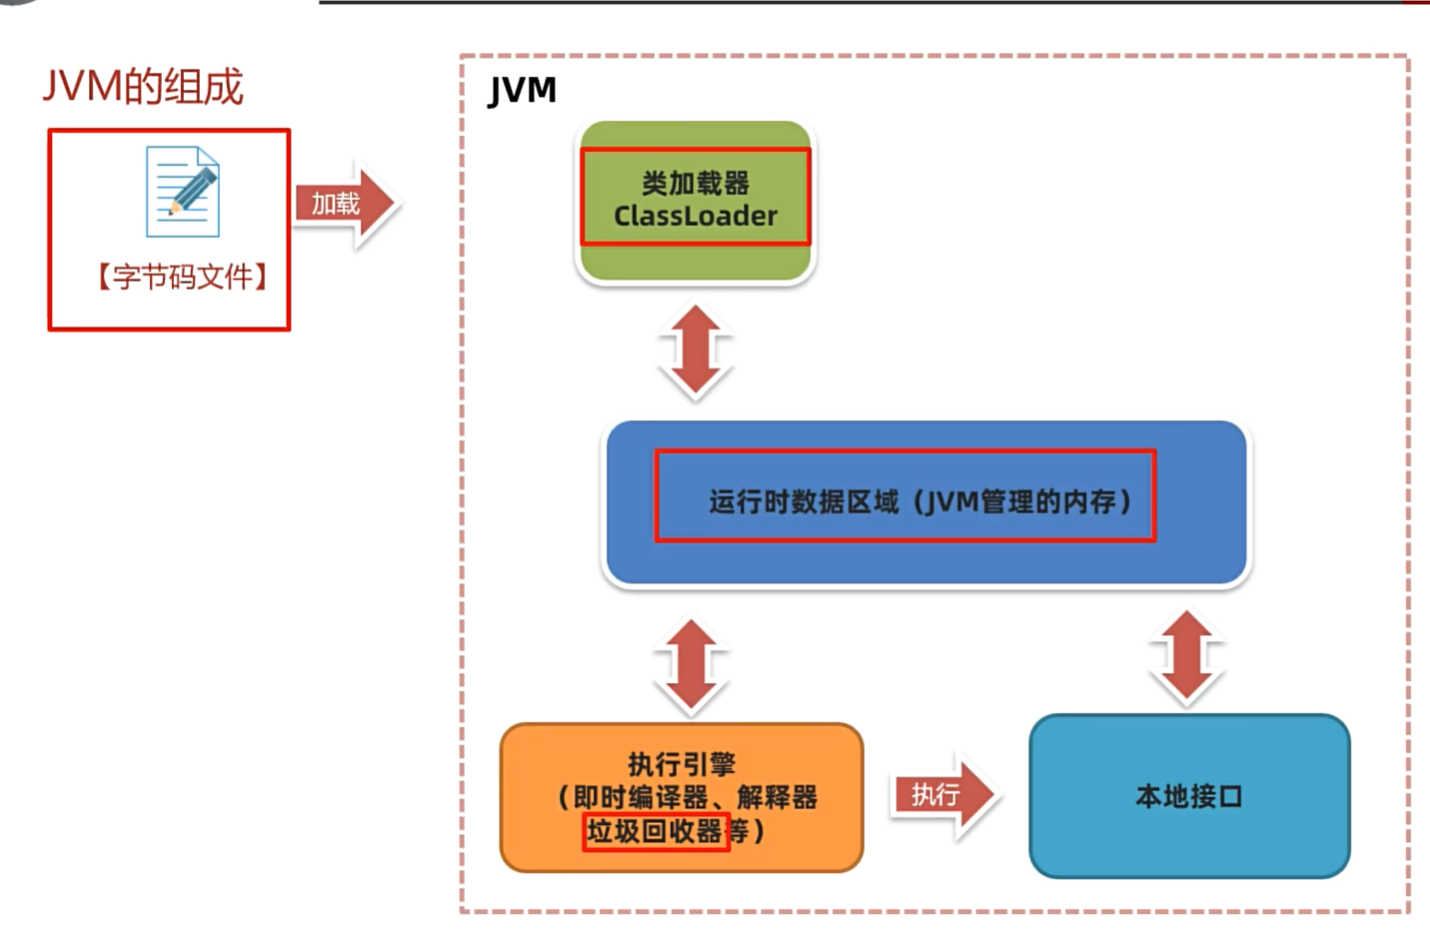 JVM的组成
【字节码文件】
加载
JVM
类加载器
ClassLoader
运行时数据区域（JVM管理的内存）
执行引擎
（即时编译器、解释器
垃圾回收器等）
执行
本地接口